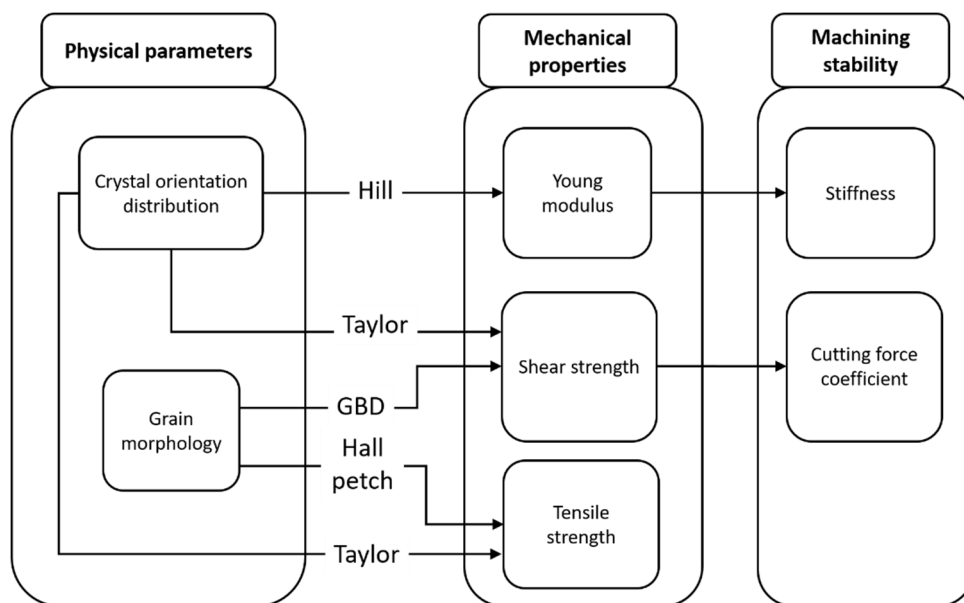 Physical parameters
Mechanical
properties
Machining
stability
Crystal orientation
distribution
Hill
Young
modulus
Stiffness
Taylor
Shear strength
Cutting force
coefficient
Grain
morphology
GBD
Hall
petch
Tensile
strength
Taylor